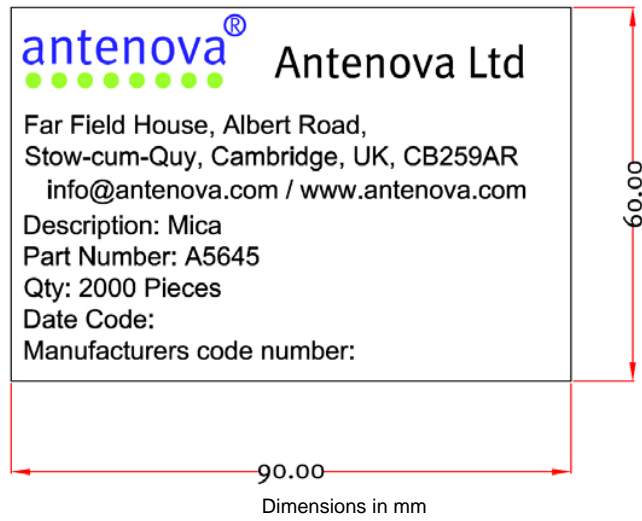 antenova®
Antenova Ltd
Far Field House, Albert Road,
Stow-cum-Quy, Cambridge, UK, CB259AR
info@antenova.com / www.antenova.com
Description: Mica
Part Number: A5645
Qty: 2000 Pieces
Date Code:
Manufacturers code number:
60.00
90.00
Dimensions in mm